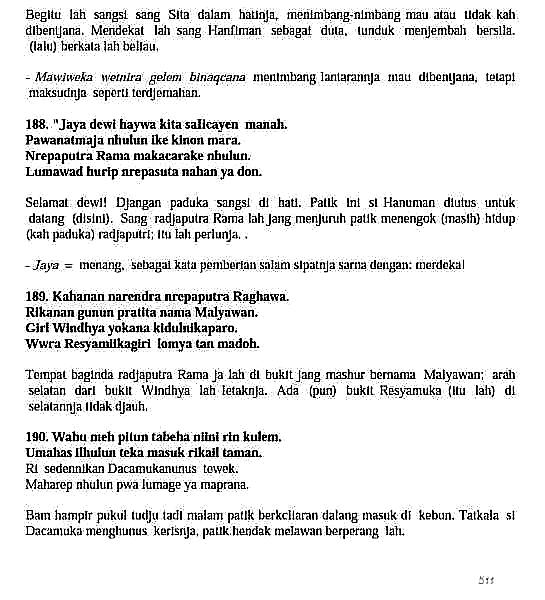 Begitu lah sangsi sang Sita dalam hatinja, menimbang-nimbang mau atau tidak kah
dibentjana. Mendekat lah sang Hanfiman sebagai duta, tunduk menjembah bersila.
(lalu) berkata lah beliau.
- Mawiweka wetnira gelem binaqcana menimbang lantarannja mau dibentjana, tetapi
maksudnja seperti terdjemahan.
188. "Jaya dewi haywa kita salicayen manah.
Pawanatmaja nhulun ike kinon mara.
Nrepaputra Rama makacarake nhulun.
Lumawad hurip nrepasuta nahan ya don.
Selamat dewi! Djangan paduka sangsi di hati. Patik ini si Hanuman diutus untuk
datang (disini). Sang radjaputra Rama lah jang menjuruh patik menengok (masih) hidup
(kah paduka) radjaputri; itu lah perlunja. .
- Jaya = menang, sebagai kata pemberian salam sipatnja sama dengan: merdeka!
189. Kahanan narendra nrepaputra Raghawa.
Rikanan gunun pratita nama Malyawan.
Giri Windhya yokana kidulnikaparo.
Wwra Resyamiikagiri lomya tan madoh.
Tempat baginda radjaputra Rama ja lah di bukit jang mashur bernama Malyawan; arah
selatan dari bukit Windhya lah letaknja. Ada (pun) bukit Resyamuka (itu lah) di
selatannja tidak djauh.
190. Wahu meh pitun tabeha niini rin kulem.
Umahas ilhulun teka masuk rikail taman.
Ri sedennikan Dacamukanunus towek.
Maharep nhulun pwa lumage ya maprana.
Bam hampir pukul tudju tadi malam patik berkcliaran datang masuk di kebun. Tatkala si
Dacamuka menghunus kerisnja, patik.hendak melawan berperang lah.